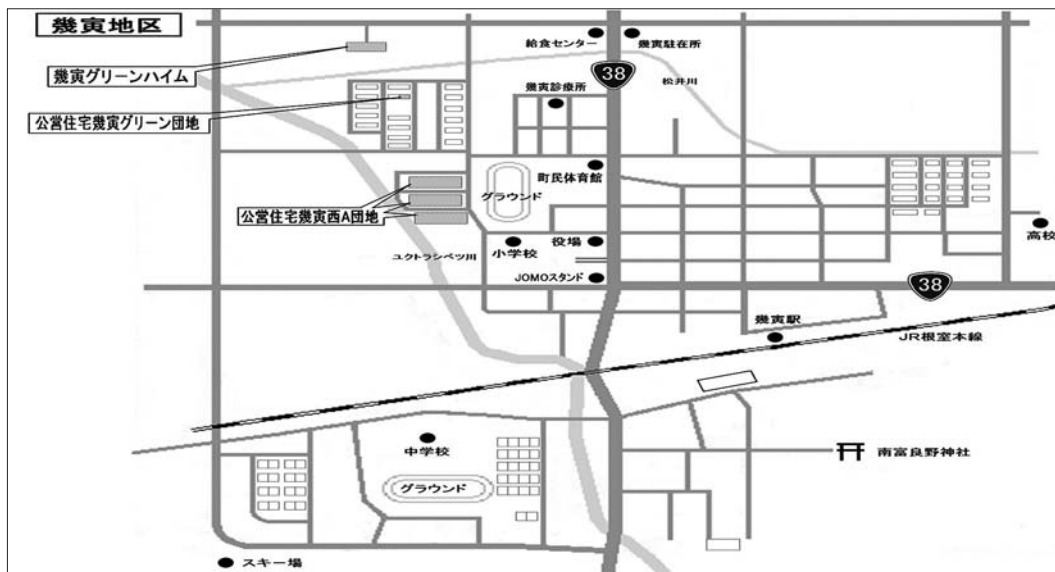 幾寅地区
給食センター
幾寅駐在所
幾寅グリーンハイム
38
松井川
幾寅診療所
公営住宅幾寅グリーン団地
町民体育館
グラウンド
公営住宅幾寅西A団地
役場
高校
小学校
ユクトラシベツ川
JOMOスタンド
38
幾寅駅
JR根室本線
中学校
南富良野神社
グラウンド
スキー場